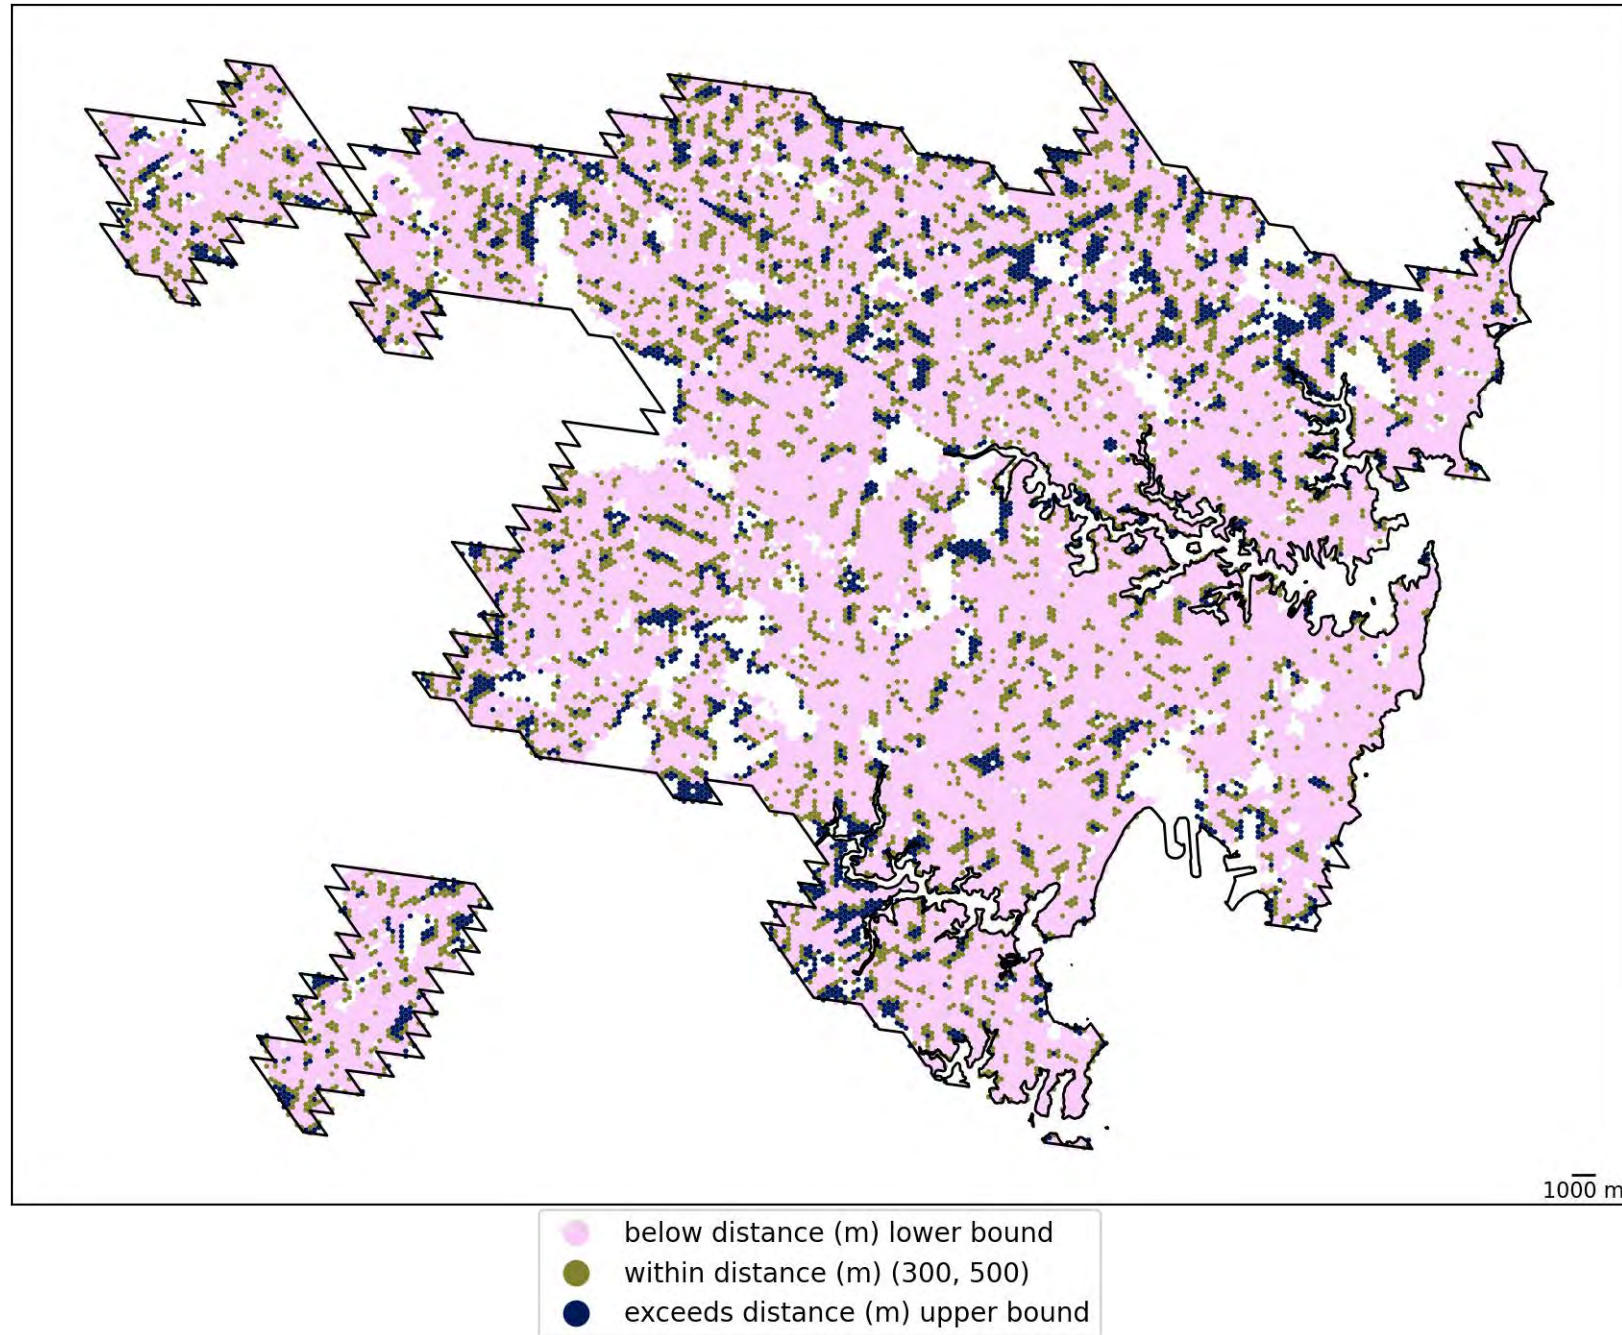 1000 m
below distance (m) lower bound
within distance (m) (300, 500)
exceeds distance (m) upper bound